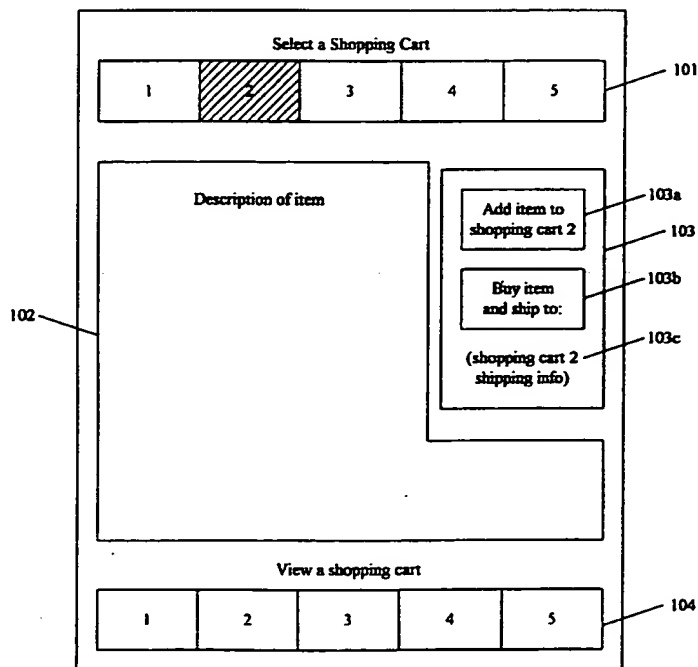 Select a Shopping Cart
1 2 3 4 5
101
Description of item
Add item to
shopping cart 2
103a
103
Buy item
and ship to:
103b
102
(shopping cart 2
shipping info)
103c
View a shopping cart
1 2 3 4 5
104